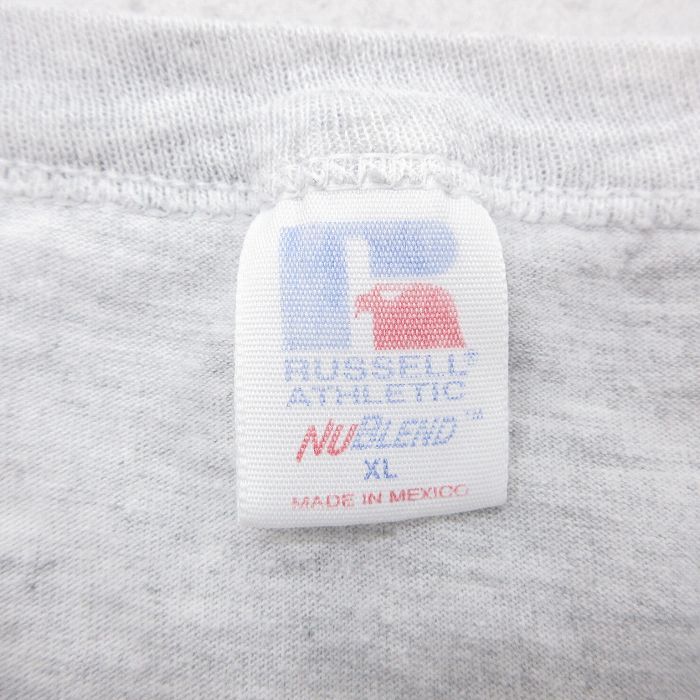 RUSSELL®
ATHLETIC
NUBLEND™
XL
MADE IN MEXICO